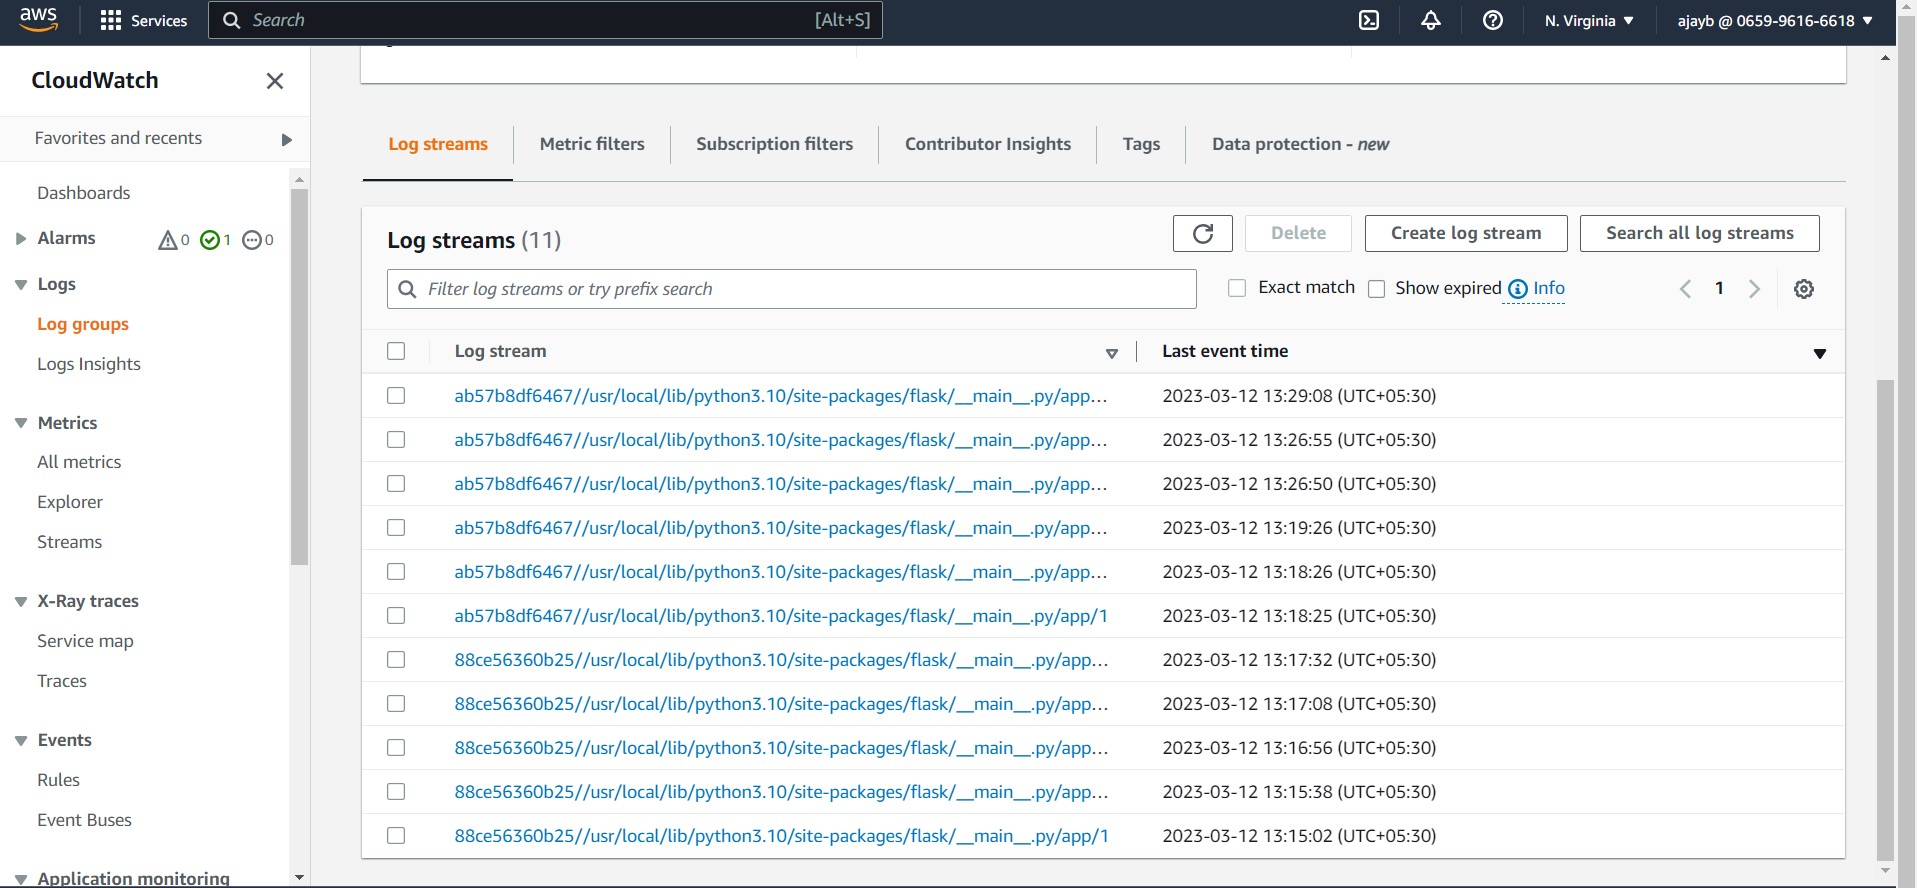 aws
Services
Search
[Alt+S]
N. Virginia
ajayb @ 0659-9616-6618
CloudWatch
Favorites and recents
Dashboards
Alarms
0
1
0
Logs
Log groups
Logs Insights
Metrics
All metrics
Explorer
Streams
X-Ray traces
Service map
Traces
Events
Rules
Event Buses
Application monitoring
Log streams
Metric filters
Subscription filters
Contributor Insights
Tags
Data protection - new
Log streams (11)
Delete
Create log stream
Search all log streams
Filter log streams or try prefix search
Exact match
Show expired
Info
1
Log stream
Last event time
ab57b8df6467//usr/local/lib/python3.10/site-packages/flask/__main__.py/app... 2023-03-12 13:29:08 (UTC+05:30)
ab57b8df6467//usr/local/lib/python3.10/site-packages/flask/__main__.py/app... 2023-03-12 13:26:55 (UTC+05:30)
ab57b8df6467//usr/local/lib/python3.10/site-packages/flask/__main__.py/app... 2023-03-12 13:26:50 (UTC+05:30)
ab57b8df6467//usr/local/lib/python3.10/site-packages/flask/__main__.py/app... 2023-03-12 13:19:26 (UTC+05:30)
ab57b8df6467//usr/local/lib/python3.10/site-packages/flask/__main__.py/app... 2023-03-12 13:18:26 (UTC+05:30)
ab57b8df6467//usr/local/lib/python3.10/site-packages/flask/__main__.py/app/1 2023-03-12 13:18:25 (UTC+05:30)
88ce56360b25//usr/local/lib/python3.10/site-packages/flask/__main__.py/app... 2023-03-12 13:17:32 (UTC+05:30)
88ce56360b25//usr/local/lib/python3.10/site-packages/flask/__main__.py/app... 2023-03-12 13:17:08 (UTC+05:30)
88ce56360b25//usr/local/lib/python3.10/site-packages/flask/__main__.py/app... 2023-03-12 13:16:56 (UTC+05:30)
88ce56360b25//usr/local/lib/python3.10/site-packages/flask/__main__.py/app... 2023-03-12 13:15:38 (UTC+05:30)
88ce56360b25//usr/local/lib/python3.10/site-packages/flask/__main__.py/app/1 2023-03-12 13:15:02 (UTC+05:30)